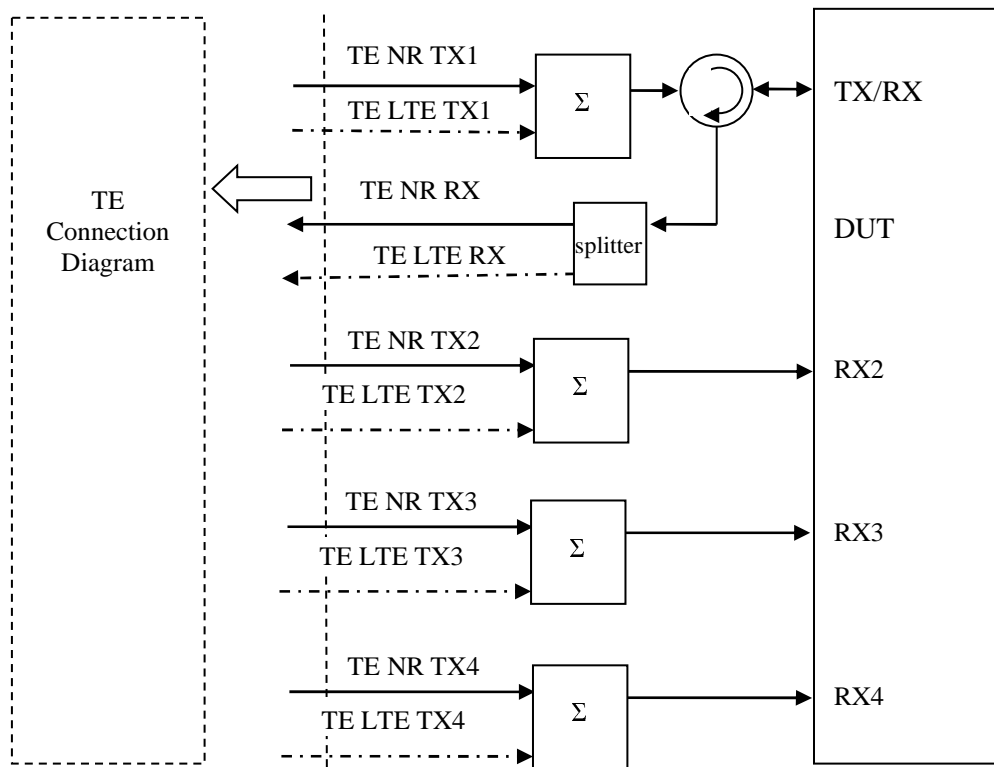 TE NR TX1
TE LTE TX1
Σ
TX/RX
TE
Connection
Diagram
TE NR RX
TE LTE RX
splitter
DUT
TE NR TX2
TE LTE TX2
Σ
RX2
TE NR TX3
TE LTE TX3
Σ
RX3
TE NR TX4
TE LTE TX4
Σ
RX4